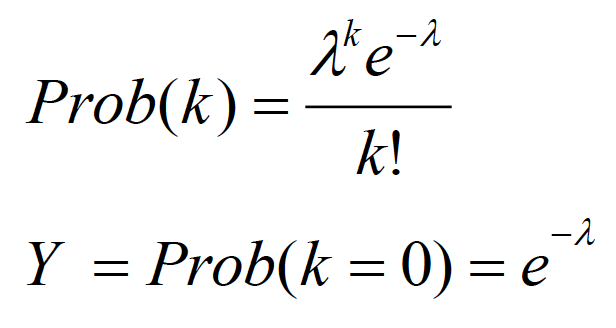 Prob(k) = λ^k e^−λ / k!
Y = Prob(k = 0) = e^−λ